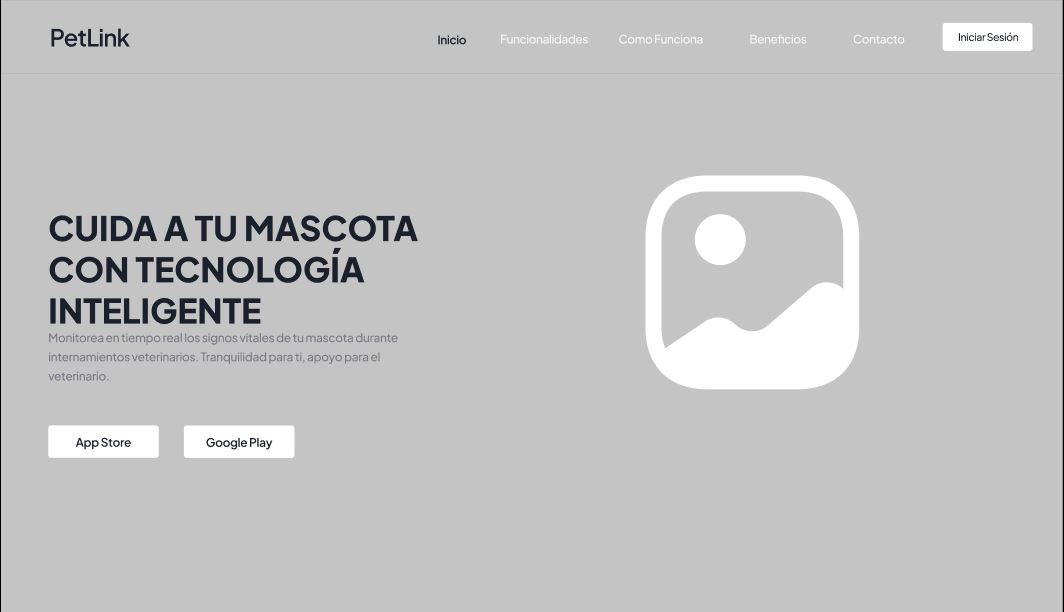 PetLink
Inicio
Funcionalidades
Como Funciona
Beneficios
Contacto
Iniciar Sesión
CUIDA A TU MASCOTA
CON TECNOLOGÍA
INTELIGENTE
Monitorea en tiempo real los signos vitales de tu mascota durante
internamientos veterinarios. Tranquilidad para ti, apoyo para el
veterinario.
App Store
Google Play